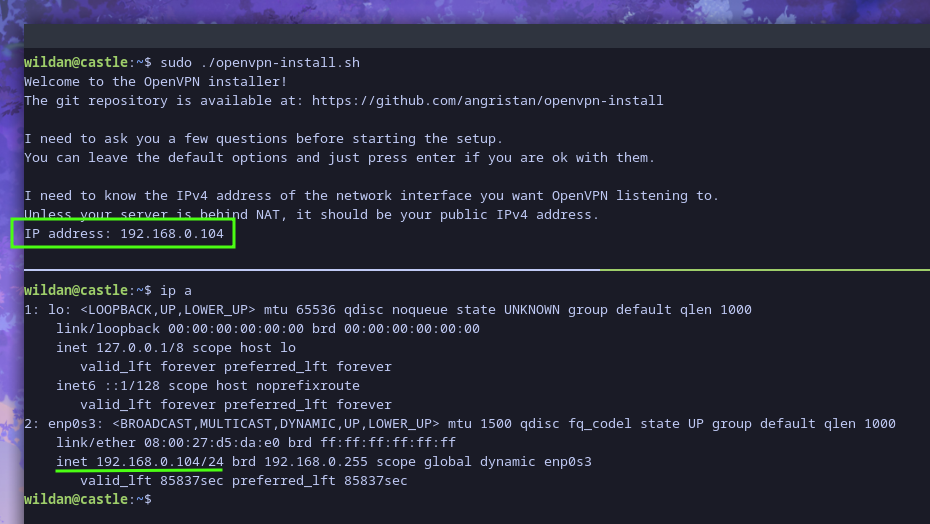 wildan@castle:~$ sudo ./openvpn-install.sh
Welcome to the OpenVPN installer!
The git repository is available at: https://github.com/angristan/openvpn-install
I need to ask you a few questions before starting the setup.
You can leave the default options and just press enter if you are ok with them.
I need to know the IPv4 address of the network interface you want OpenVPN listening to.
Unless your server is behind NAT, it should be your public IPv4 address.
IP address: 192.168.0.104
wildan@castle:~$ ip a
1: lo: <LOOPBACK,UP,LOWER_UP> mtu 65536 qdisc noqueue state UNKNOWN group default qlen 1000
    link/loopback 00:00:00:00:00:00 brd 00:00:00:00:00:00
    inet 127.0.0.1/8 scope host lo
       valid_lft forever preferred_lft forever
    inet6 ::1/128 scope host noprefixroute
       valid_lft forever preferred_lft forever
2: enp0s3: <BROADCAST,MULTICAST,DYNAMIC,UP,LOWER_UP> mtu 1500 qdisc fq_codel state UP group default qlen 1000
    link/ether 08:00:27:d5:da:e0 brd ff:ff:ff:ff:ff:ff
    inet 192.168.0.104/24 brd 192.168.0.255 scope global dynamic enp0s3
       valid_lft 85837sec preferred_lft 85837sec
wildan@castle:~$